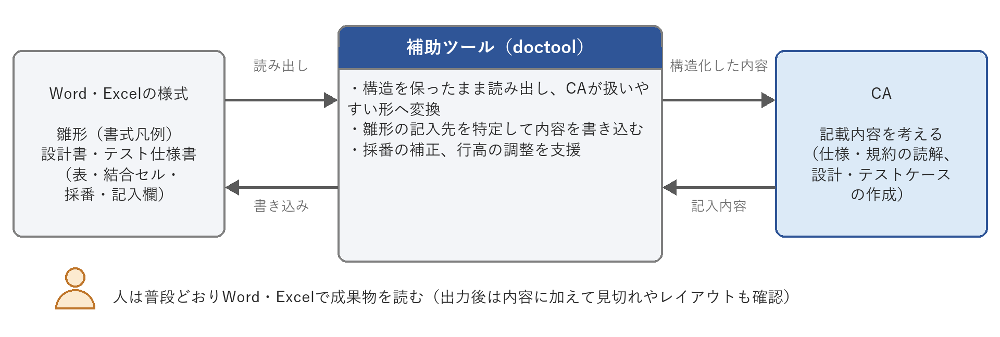 Word・Excelの様式
雛形（書式凡例）
設計書・テスト仕様書
（表・結合セル・
採番・記入欄）
読み出し
書き込み
補助ツール（doctool）
・構造を保ったまま読み出し、CAが扱いや
すい形へ変換
・雛形の記入先を特定して内容を書き込む
・採番の補正、行高の調整を支援
構造化した内容
記入内容
CA
記載内容を考える
（仕様・規約の読解、
設計・テストケース
の作成）
人は普段どおりWord・Excelで成果物を読む（出力後は内容に加えて見切れやレイアウトも確認）